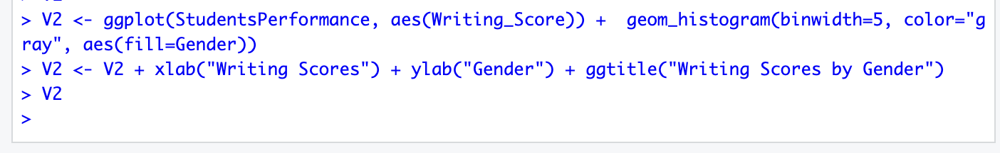 > V2 <- ggplot(StudentsPerformance, aes(Writing_Score)) +  geom_histogram(binwidth=5, color="g
ray", aes(fill=Gender))
> V2 <- V2 + xlab("Writing Scores") + ylab("Gender") + ggtitle("Writing Scores by Gender")
> V2
>